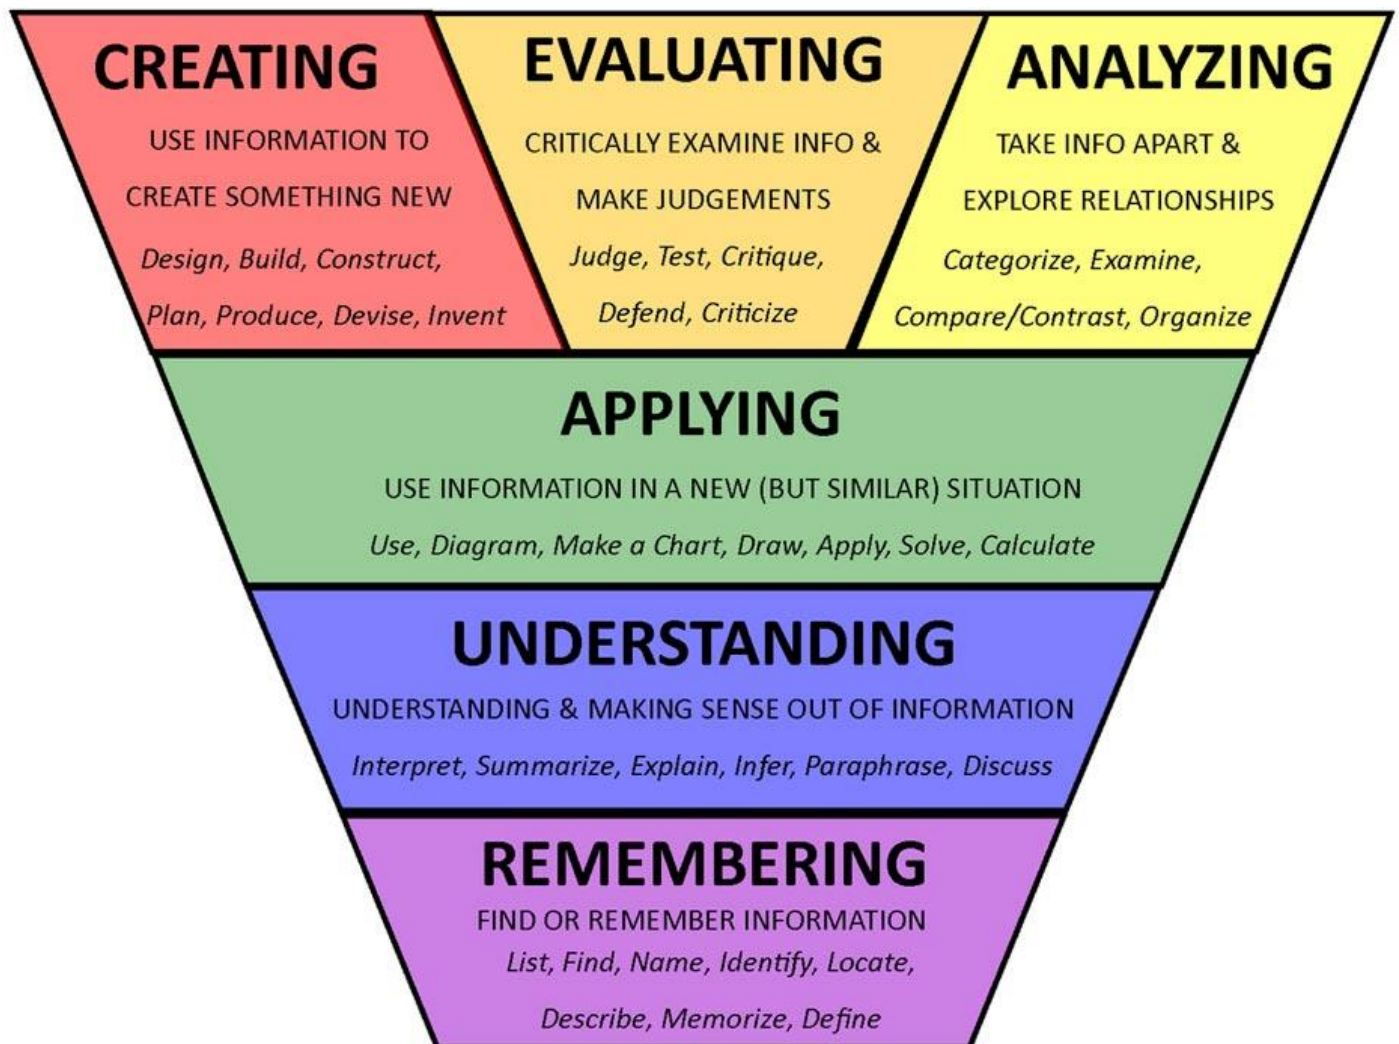 CREATING
USE INFORMATION TO
CREATE SOMETHING NEW
Design, Build, Construct,
Plan, Produce, Devise, Invent
EVALUATING
CRITICALLY EXAMINE INFO &
MAKE JUDGEMENTS
Judge, Test, Critique,
Defend, Criticize
ANALYZING
TAKE INFO APART &
EXPLORE RELATIONSHIPS
Categorize, Examine,
Compare/Contrast, Organize
APPLYING
USE INFORMATION IN A NEW (BUT SIMILAR) SITUATION
Use, Diagram, Make a Chart, Draw, Apply, Solve, Calculate
UNDERSTANDING
UNDERSTANDING & MAKING SENSE OUT OF INFORMATION
Interpret, Summarize, Explain, Infer, Paraphrase, Discuss
REMEMBERING
FIND OR REMEMBER INFORMATION
List, Find, Name, Identify, Locate,
Describe, Memorize, Define